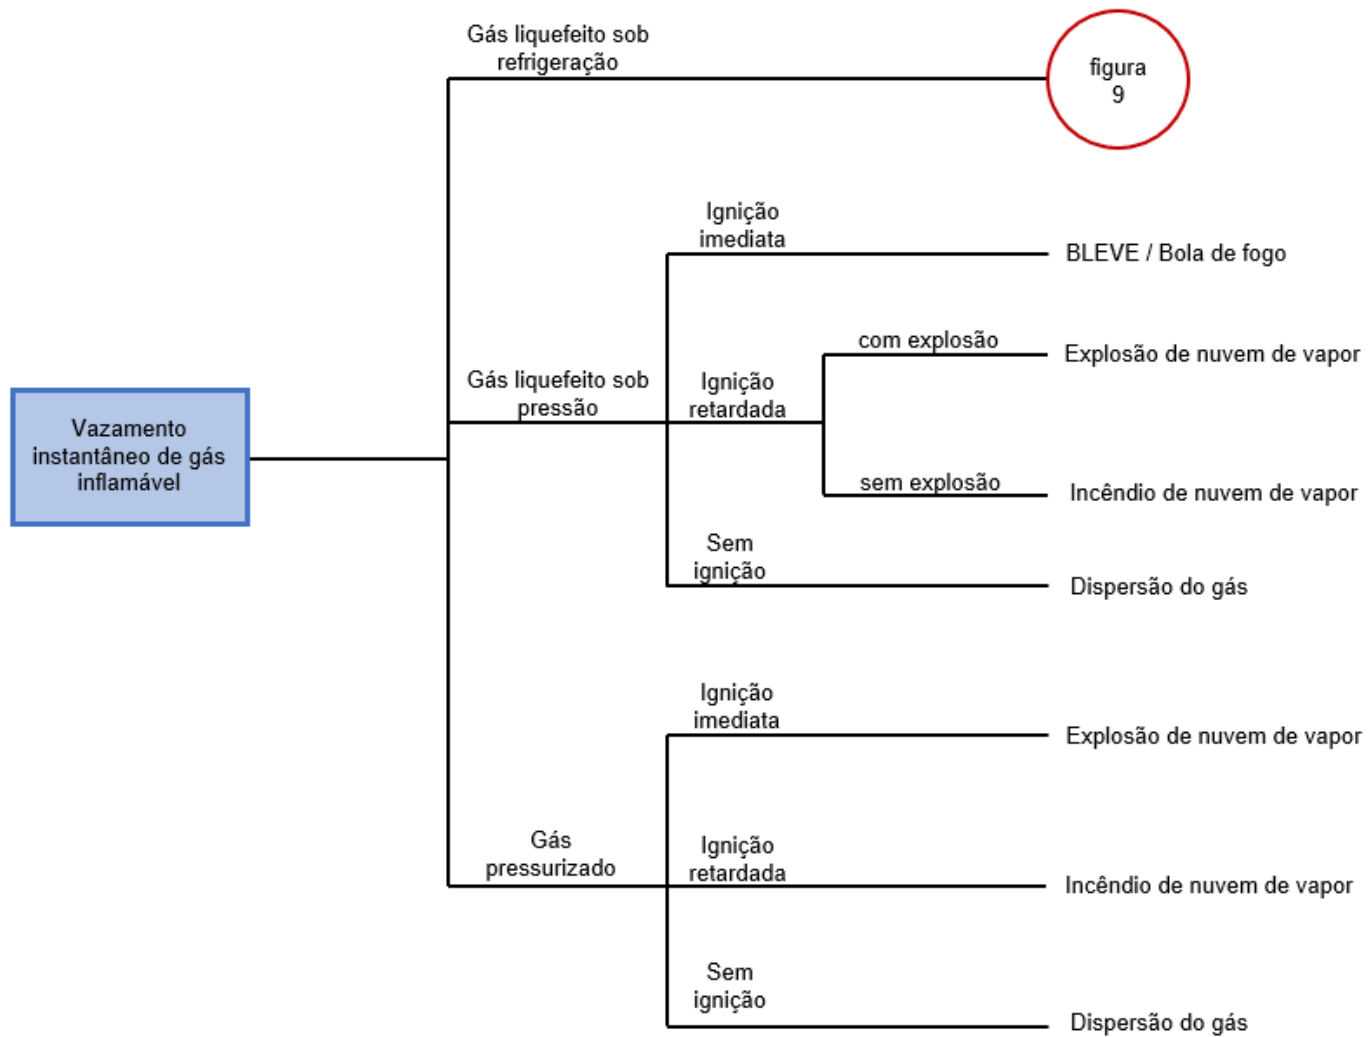 Gás liquefeito sob
refrigeração
figura
9
Ignição
imediata
BLEVE / Bola de fogo
com explosão
Explosão de nuvem de vapor
Gás liquefeito sob
pressão
Ignição
retardada
Vazamento
instantâneo de gás
inflamável
sem explosão
Incêndio de nuvem de vapor
Sem
ignição
Dispersão do gás
Ignição
imediata
Explosão de nuvem de vapor
Gás
pressurizado
Ignição
retardada
Incêndio de nuvem de vapor
Sem
ignição
Dispersão do gás